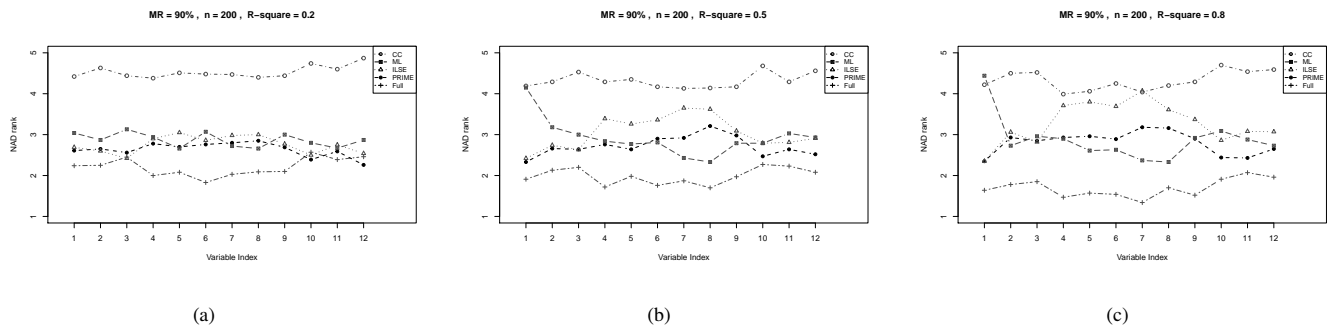 MR = 90% , n = 200 , R-square = 0.2
NAD rank
5
4
3
2
1
CC
ML
ILSE
PRIME
Full
1 2 3 4 5 6 7 8 9 10 11 12
Variable Index
(a)
MR = 90% , n = 200 , R-square = 0.5
NAD rank
5
4
3
2
1
CC
ML
ILSE
PRIME
Full
1 2 3 4 5 6 7 8 9 10 11 12
Variable Index
(b)
MR = 90% , n = 200 , R-square = 0.8
NAD rank
5
4
3
2
1
CC
ML
ILSE
PRIME
Full
1 2 3 4 5 6 7 8 9 10 11 12
Variable Index
(c)